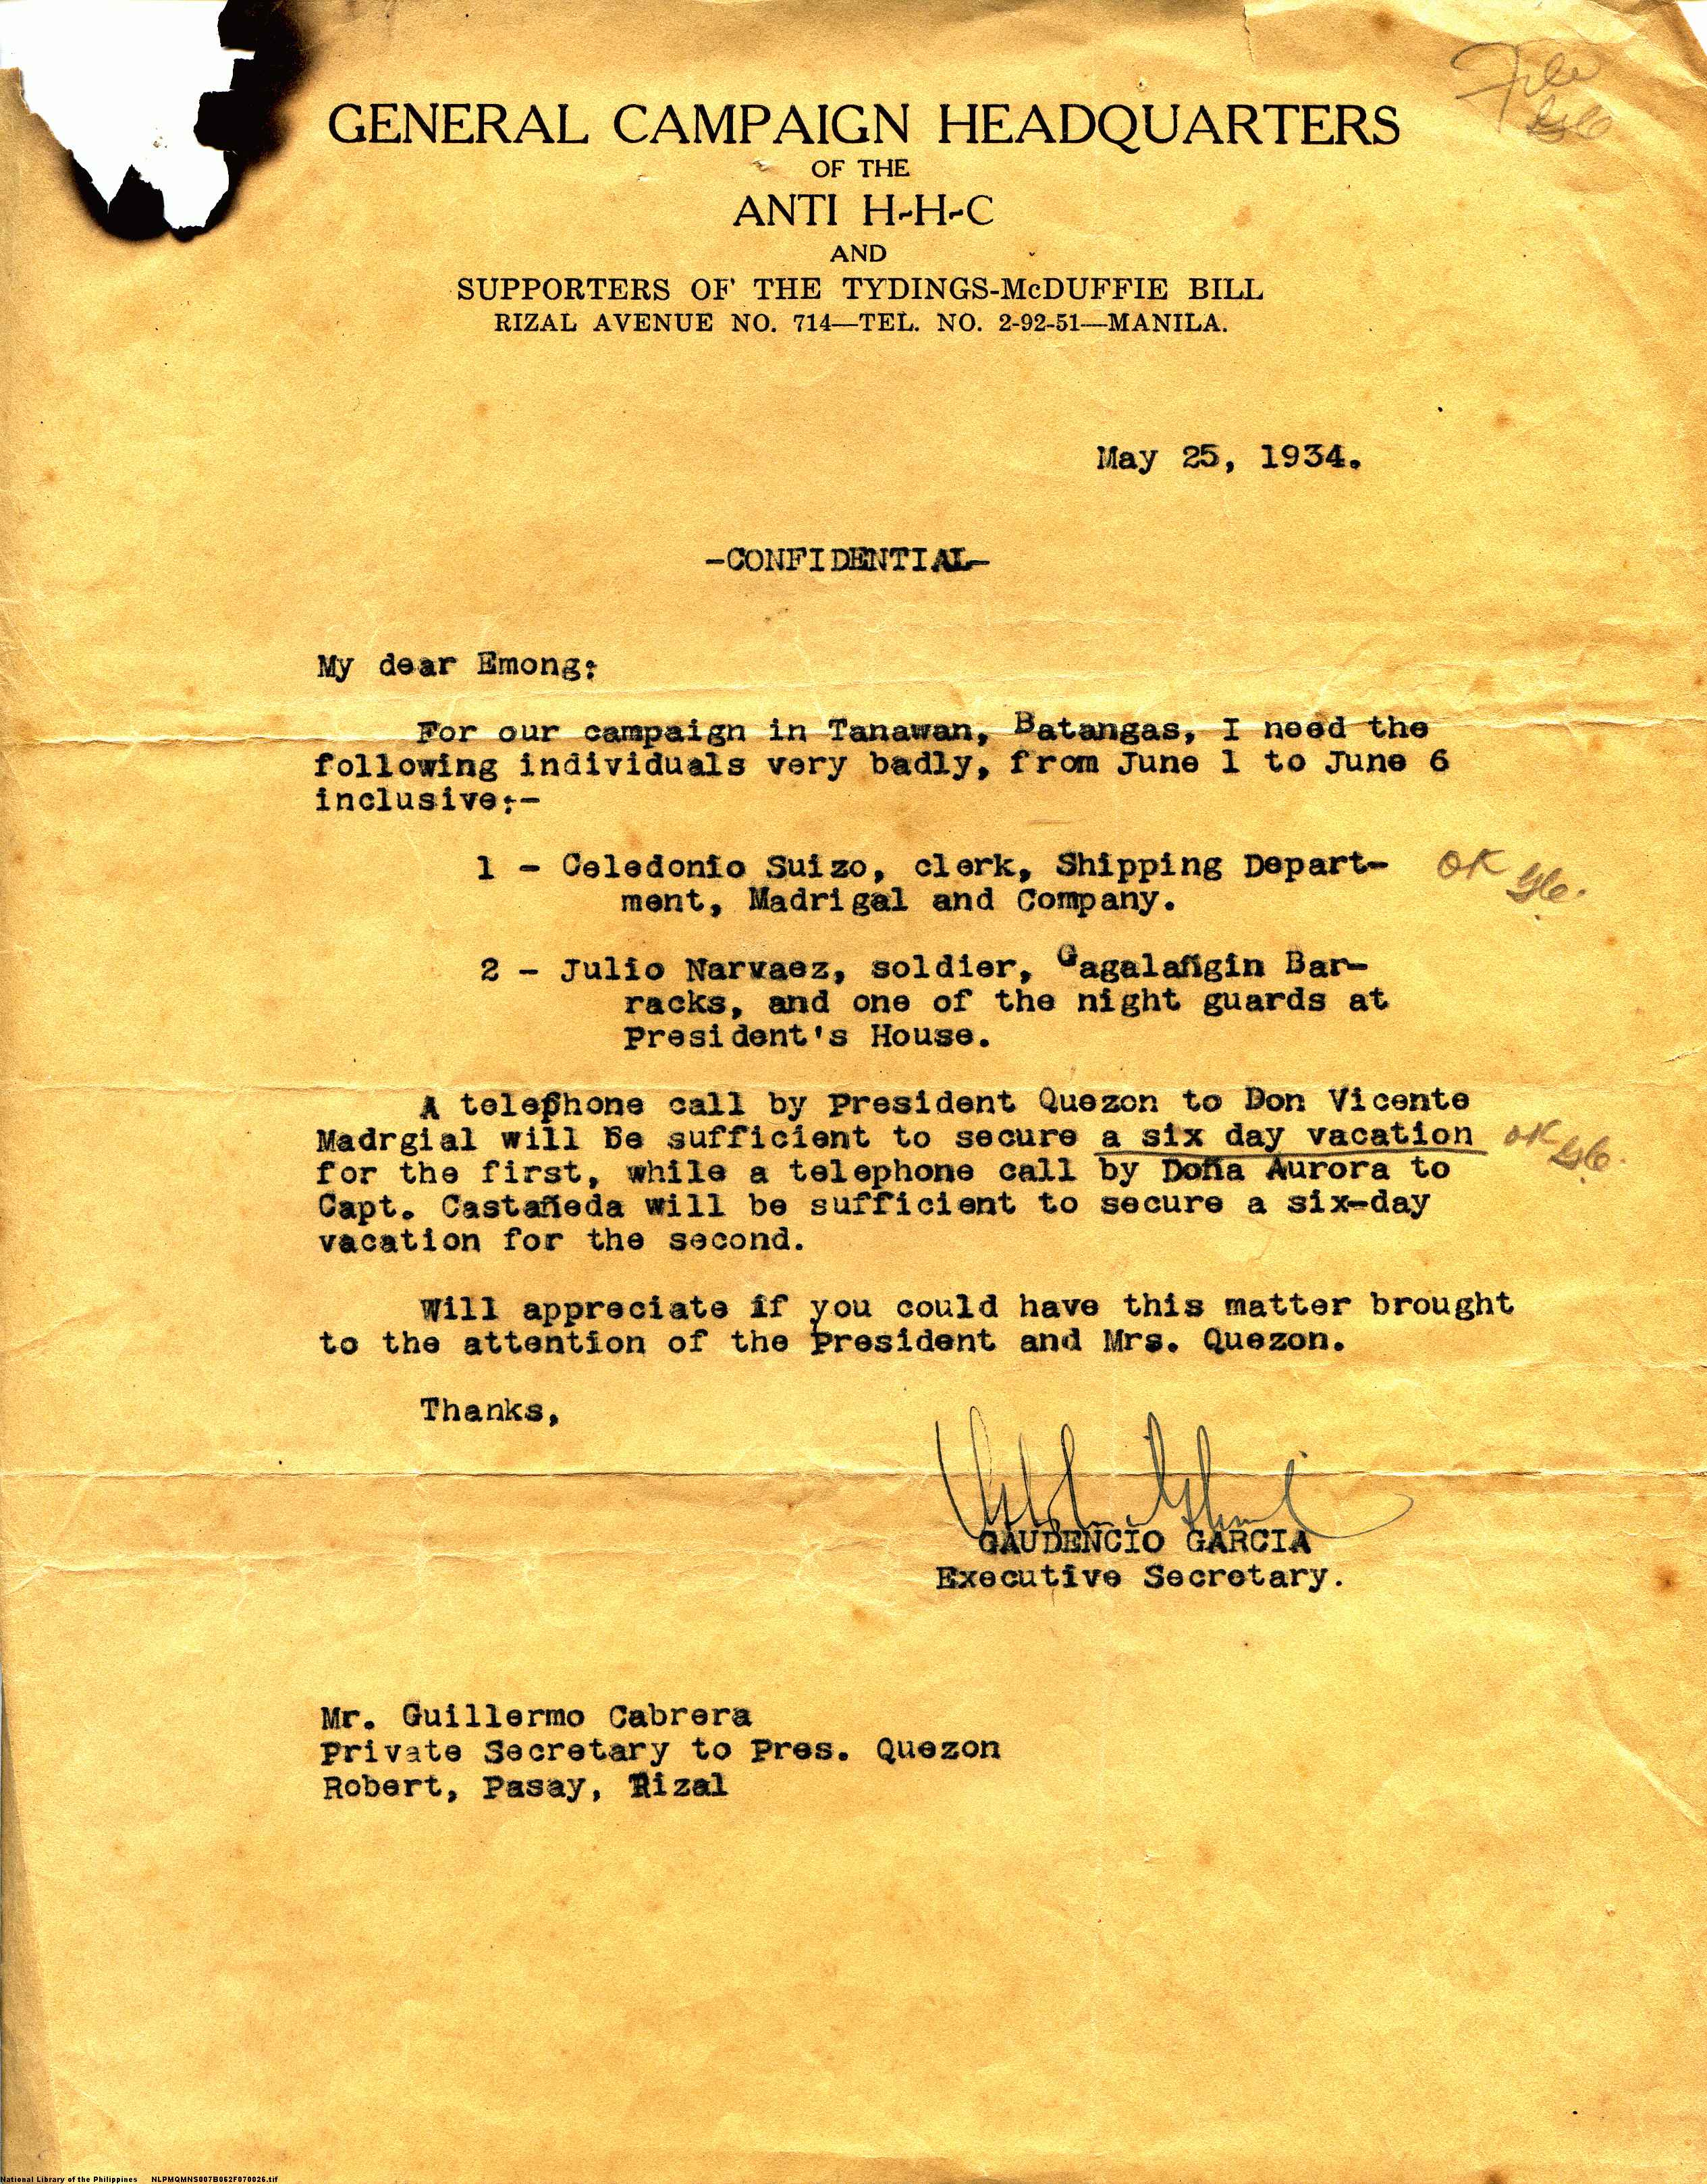 File
GENERAL CAMPAIGN HEADQUARTERS
OF THE
ANTI H-H-C
AND
SUPPORTERS OF THE TYDINGS-McDUFFIE BILL
RIZAL AVENUE NO. 714—TEL. NO. 2-92-51—MANILA.
May 25, 1934.
-CONFIDENTIAL-
My dear Emong:
For our campaign in Tanawan, Batangas, I need the
following individuals very badly, from June 1 to June 6
inclusive:-
1 - Celedonio Suizo, clerk, Shipping Depart- OK
ment, Madrigal and Company.
2 - Julio Narvaez, soldier, Gagalañgin Bar-
racks, and one of the night guards at
President's House.
A telephone call by President Quezon to Don Vicente
Madrgial will be sufficient to secure a six day vacation OK
for the first, while a telephone call by Doña Aurora to
Capt. Castañeda will be sufficient to secure a six-day
vacation for the second.
Will appreciate if you could have this matter brought
to the attention of the President and Mrs. Quezon.
Thanks,
GAUDENCIO GARCIA
Executive Secretary.
Mr. Guillermo Cabrera
Private Secretary to Pres. Quezon
Robert, Pasay, Rizal
National Library of the Philippines NLPMQMNS007B062F070026.tif